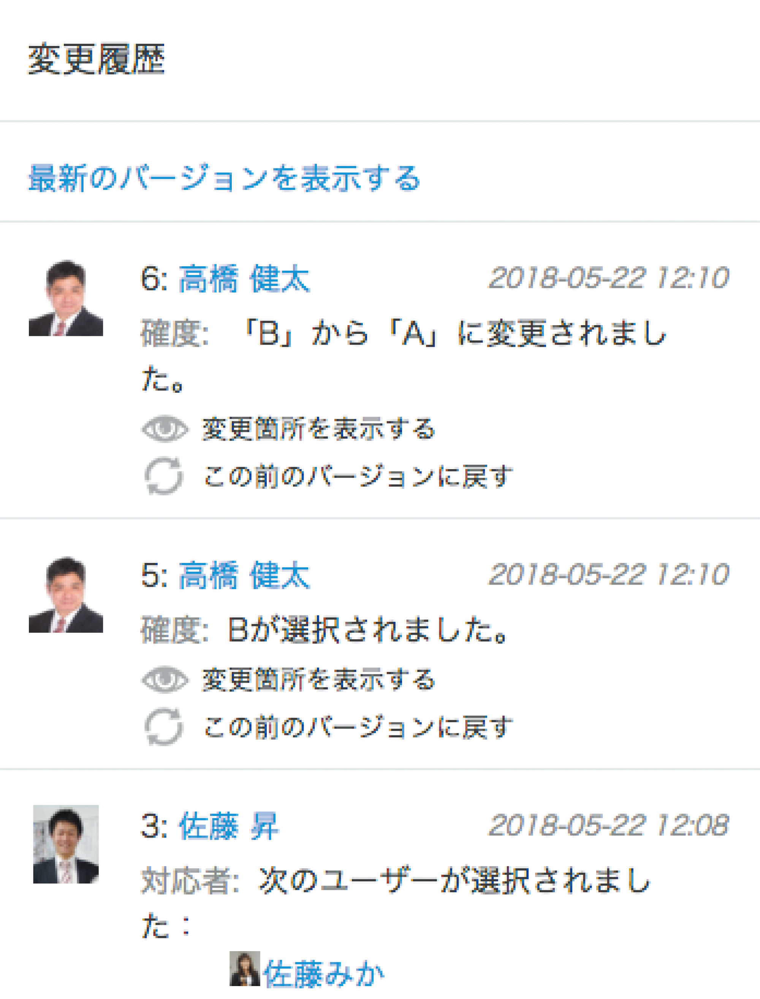 変更履歴
最新のバージョンを表示する
6: 高橋 健太 2018-05-22 12:10
確度: 「B」から「A」に変更されまし
た。
変更箇所を表示する
この前のバージョンに戻す
5: 高橋 健太 2018-05-22 12:10
確度: Bが選択されました。
変更箇所を表示する
この前のバージョンに戻す
3: 佐藤 昇 2018-05-22 12:08
対応者: 次のユーザーが選択されまし
た：
佐藤みか